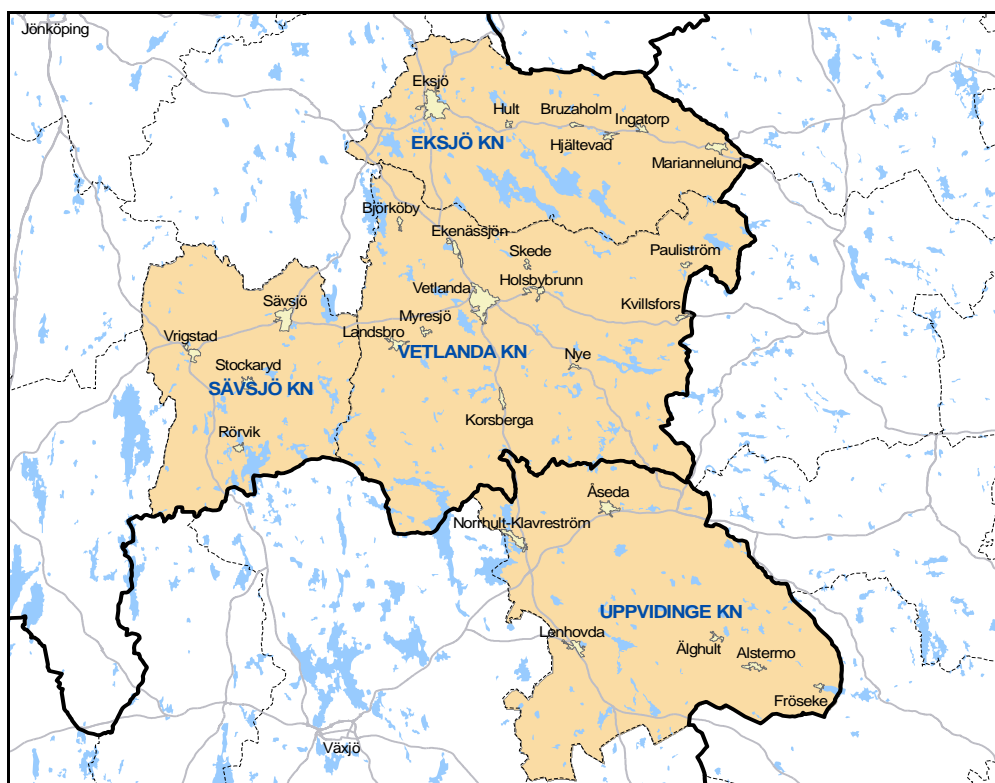 Jönköping
Eksjö
Hult
Bruzaholm
Ingatorp
EKSJÖ KN
Hjältevad
Mariannelund
Björköby
Ekenässjön
Skede
Pauliström
Vetlanda
Holsbybrunn
Sävsjö
Kvillsfors
Myresjö
Landsbro
Vrigstad
VETLANDA KN
Nye
Stockaryd
SÄVSJÖ KN
Korsberga
Rörvik
Åseda
Norrhult-Klavreström
UPPVIDINGE KN
Lenhovda
Älghult
Alstermo
Fröseke
Växjö